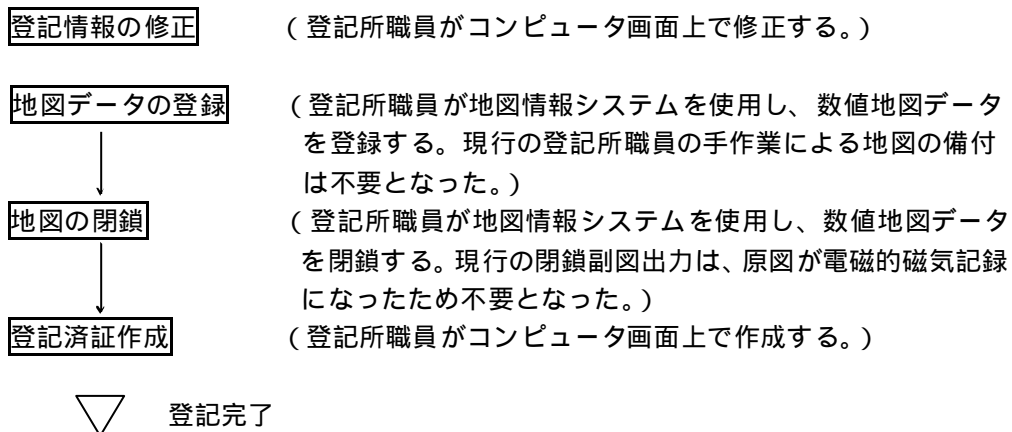 登記情報の修正 (登記所職員がコンピュータ画面上で修正する。)
地図データの登録 (登記所職員が地図情報システムを使用し、数値地図データ
を登録する。現行の登記所職員の手作業による地図の備付
は不要となった。)
地図の閉鎖 (登記所職員が地図情報システムを使用し、数値地図データ
を閉鎖する。現行の閉鎖副図出力は、原図が電磁的磁気記録
になったため不要となった。)
登記済証作成 (登記所職員がコンピュータ画面上で作成する。)
登記完了